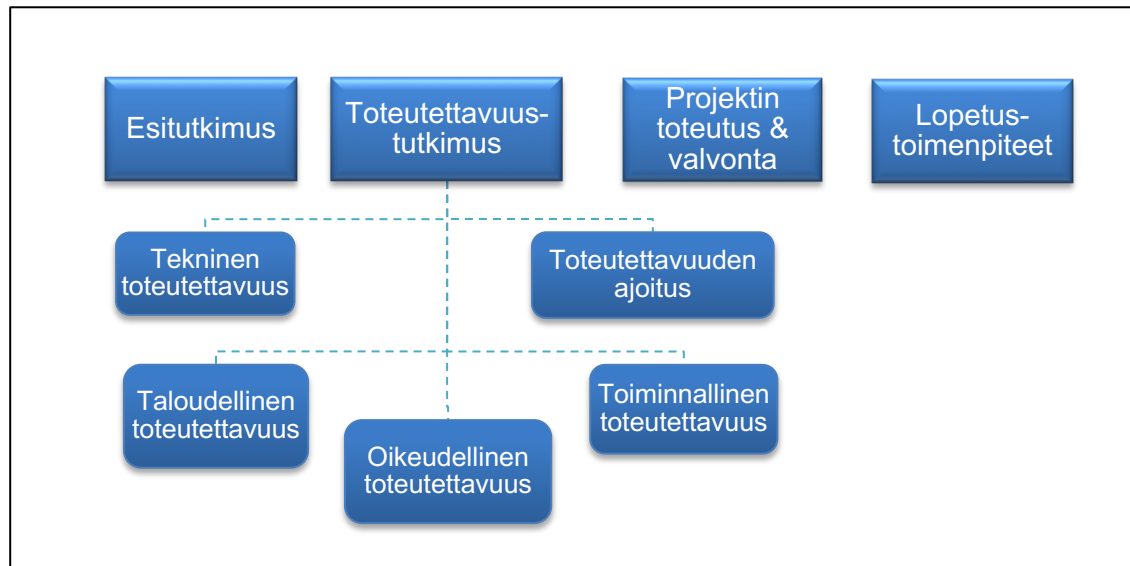 Esitutkimus
Toteutettavuus-
tutkimus
Projektin
toteutus &
valvonta
Lopetus-
toimenpiteet
Tekninen
toteutettavuus
Toteutettavuuden
ajoitus
Taloudellinen
toteutettavuus
Oikeudellinen
toteutettavuus
Toiminnallinen
toteutettavuus